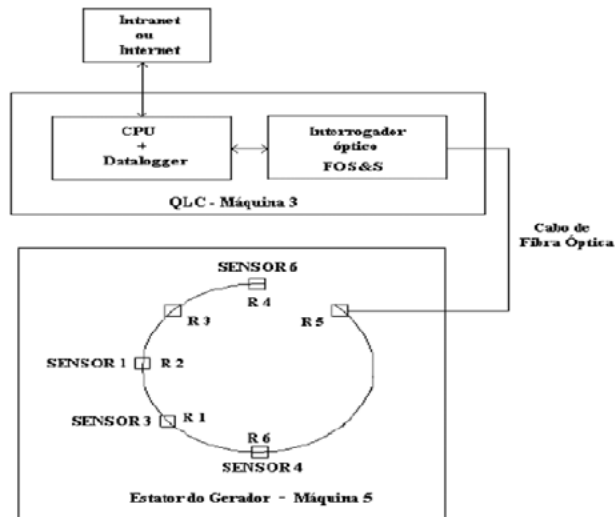 Intranet
ou
Internet
CPU
+
Datalogger
Interrogador
óptico
FOS&S
QLC - Máquina 3
Cabo de
Fibra Óptica
SENSOR 6
R 4
R 3
R 5
SENSOR 1
R 2
SENSOR 3
R 1
R 6
SENSOR 4
Estator do Gerador - Máquina 5